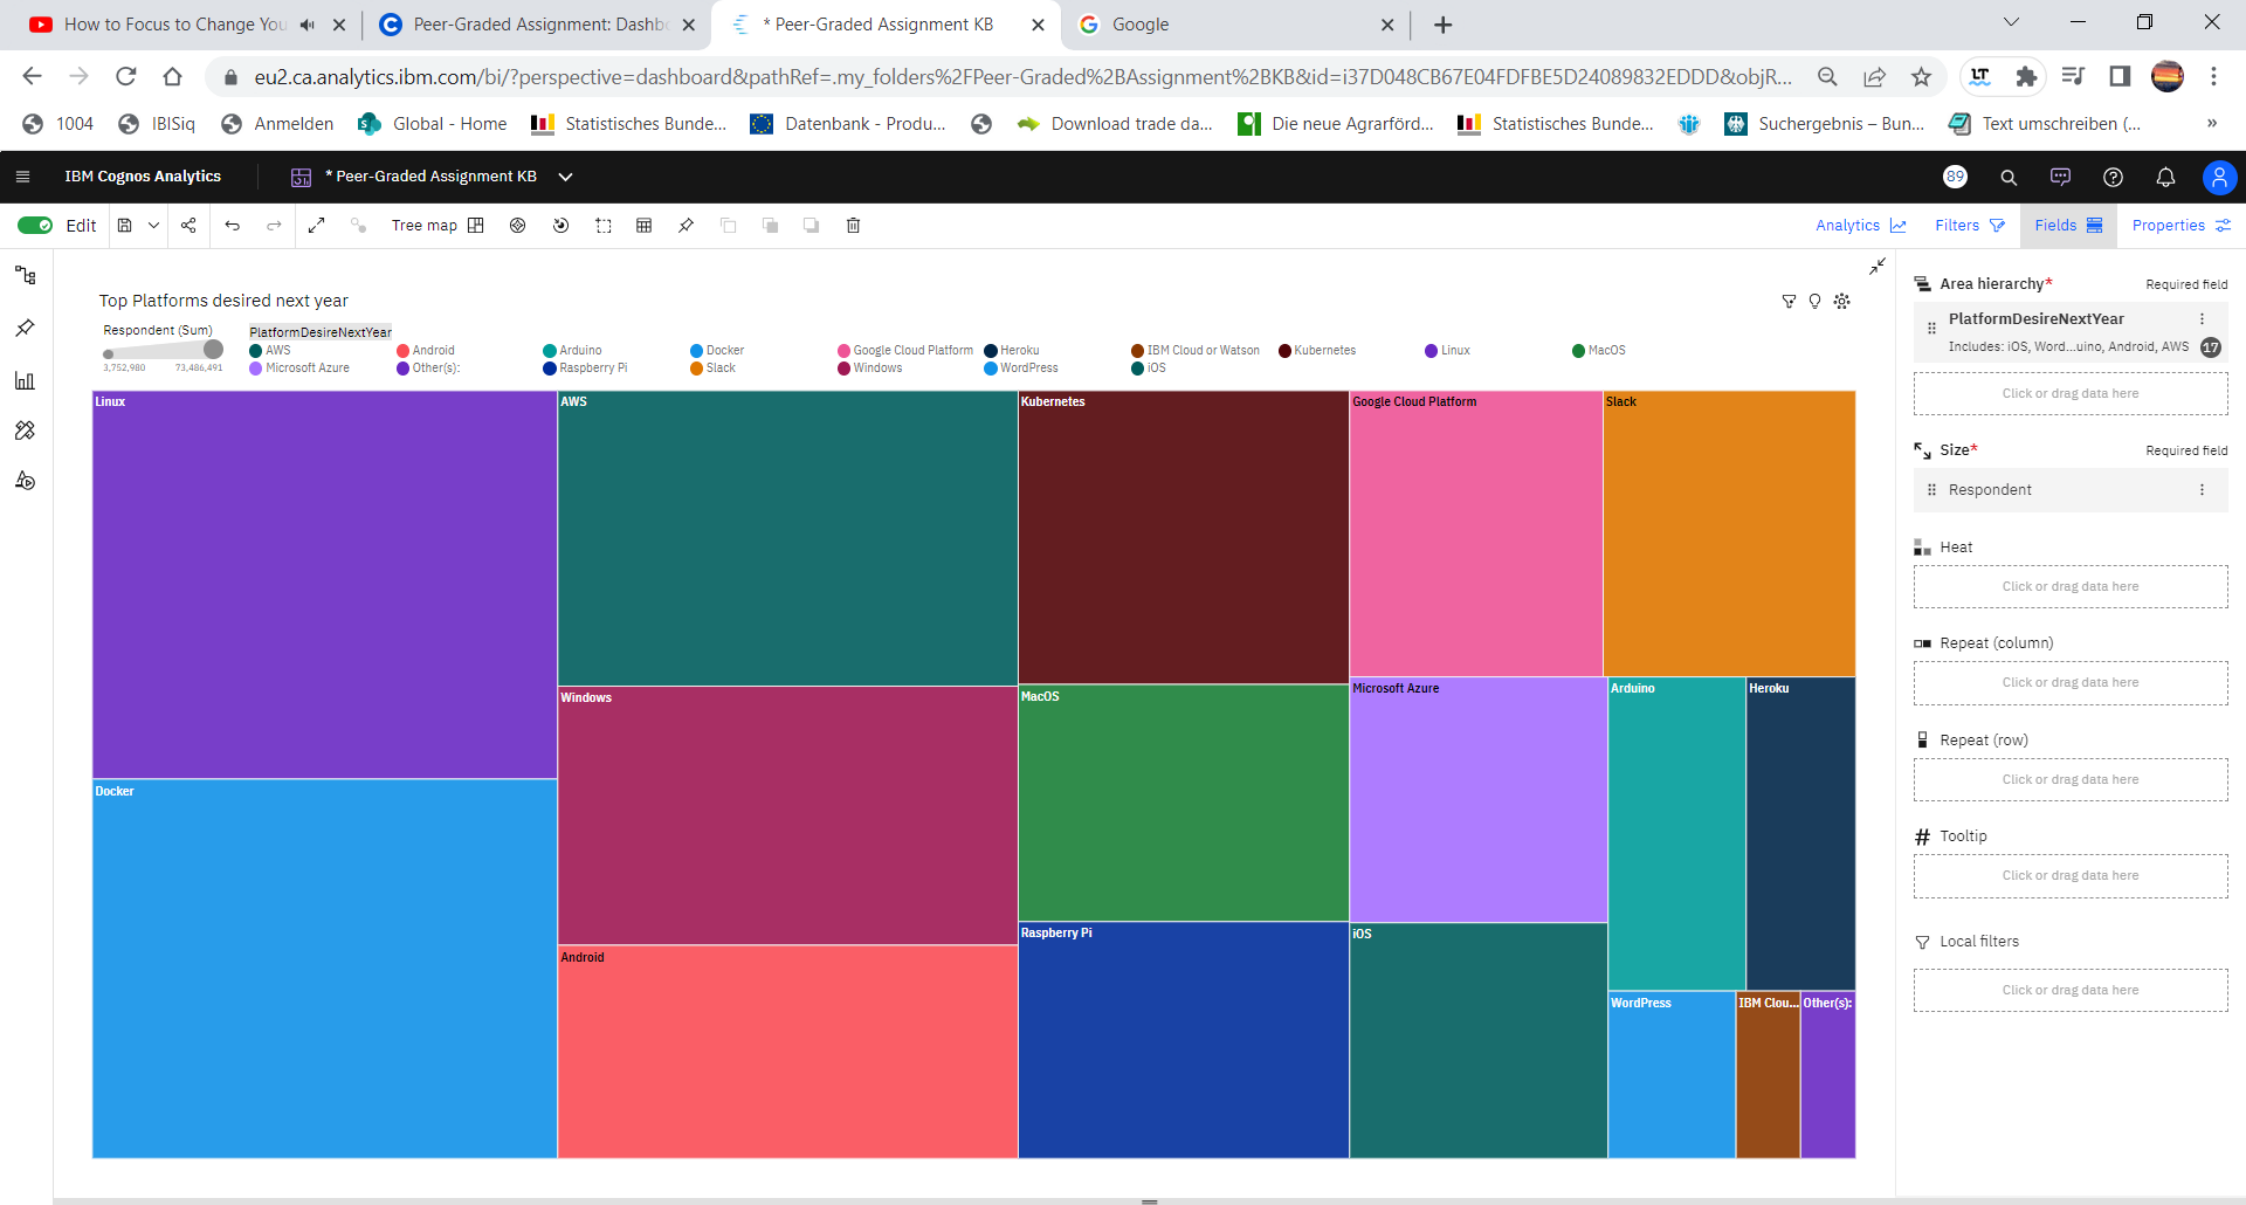 How to Focus to Change You
Peer-Graded Assignment: Dashbo
* Peer-Graded Assignment KB
Google
eu2.ca.analytics.ibm.com/bi/?perspective=dashboard&pathRef=.my_folders%2FPeer-Graded%2BAssignment%2BKB&id=i37D048CB67E04FDFBE5D24089832EDDD&objR...
1004
IBISiq
Anmelden
Global - Home
Statistisches Bunde...
Datenbank - Produ...
Download trade da...
Die neue Agrarförd...
Statistisches Bunde...
Suchergebnis – Bun...
Text umschreiben (...
»
IBM Cognos Analytics
* Peer-Graded Assignment KB
89
Edit
Tree map
Analytics
Filters
Fields
Properties
Top Platforms desired next year
Respondent (Sum)
3,752,980 73,486,491
PlatformDesireNextYear
AWS Android Arduino Docker Google Cloud Platform Heroku IBM Cloud or Watson Kubernetes Linux MacOS
Microsoft Azure Other(s): Raspberry Pi Slack Windows WordPress iOS
Linux
AWS
Kubernetes
Google Cloud Platform
Slack
Windows
MacOS
Microsoft Azure
Arduino
Heroku
Docker
Android
Raspberry Pi
iOS
WordPress
IBM Clou...
Other(s):
Area hierarchy* Required field
PlatformDesireNextYear
Includes: iOS, Word...uino, Android, AWS 17
Click or drag data here
Size* Required field
Respondent
Heat
Click or drag data here
Repeat (column)
Click or drag data here
Repeat (row)
Click or drag data here
# Tooltip
Click or drag data here
Local filters
Click or drag data here